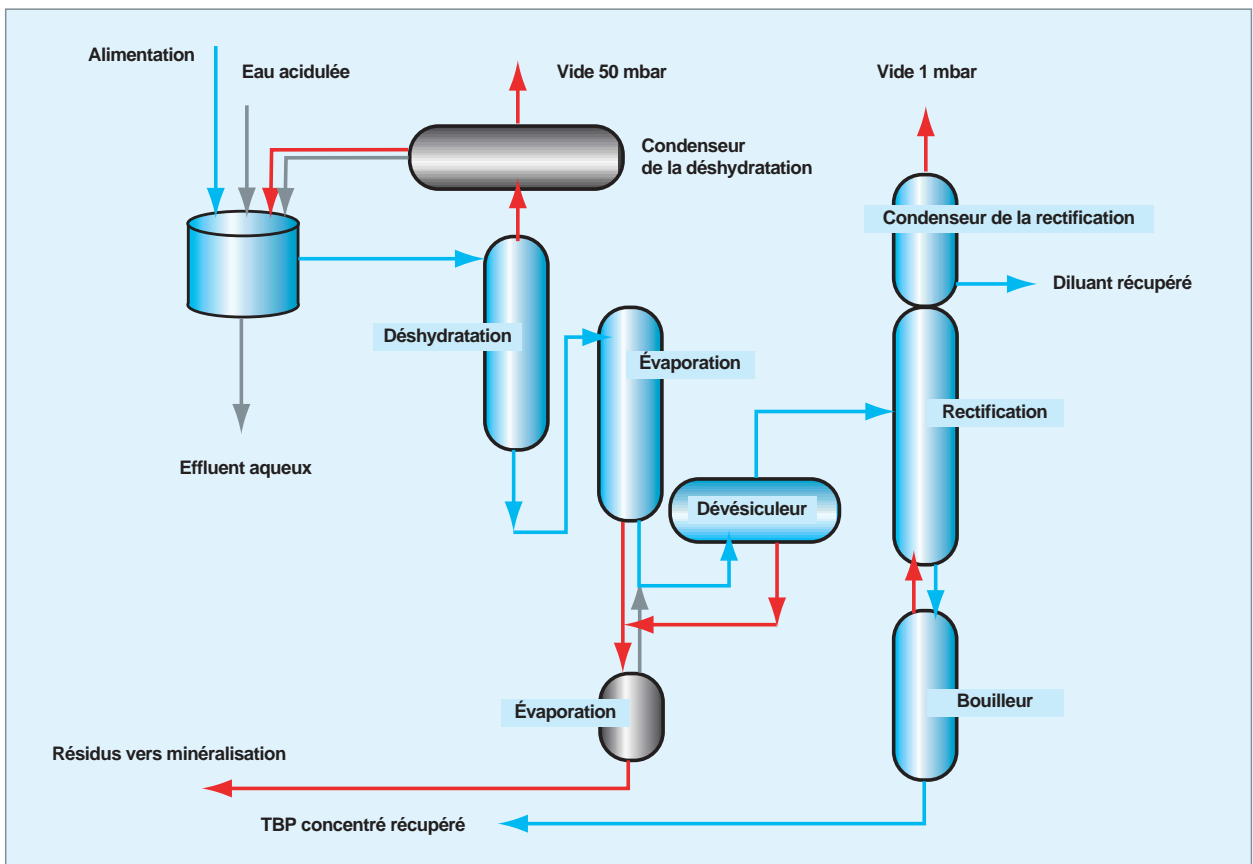 Alimentation
Eau acidulée
Vide 50 mbar
Vide 1 mbar
Condenseur
de la déshydratation
Condenseur de la rectification
Diluant récupéré
Déshydratation
Évaporation
Rectification
Effluent aqueux
Dévésiculeur
Évaporation
Bouilleur
Résidus vers minéralisation
TBP concentré récupéré